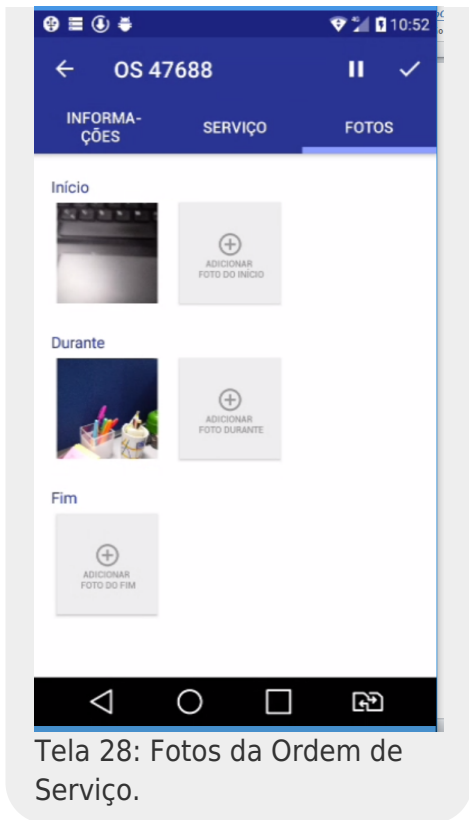 10:52
OS 47688
INFORMA-
ÇÕES
SERVIÇO
FOTOS
Início
ADICIONAR
FOTO DO INÍCIO
Durante
ADICIONAR
FOTO DURANTE
Fim
ADICIONAR
FOTO DO FIM
Tela 28: Fotos da Ordem de
Serviço.